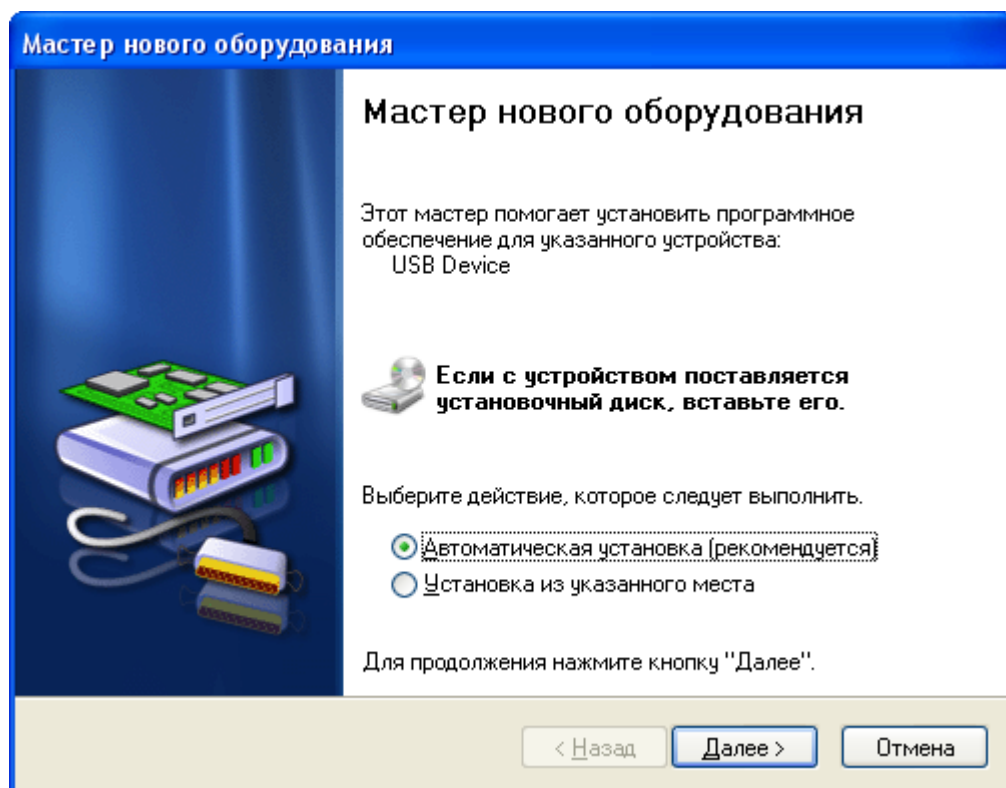 Мастер нового оборудования
Мастер нового оборудования
Этот мастер помогает установить программное
обеспечение для указанного устройства:
USB Device
Если с устройством поставляется
установочный диск, вставьте его.
Выберите действие, которое следует выполнить.
Автоматическая установка (рекомендуется)
Установка из указанного места
Для продолжения нажмите кнопку "Далее".
< Назад Далее > Отмена